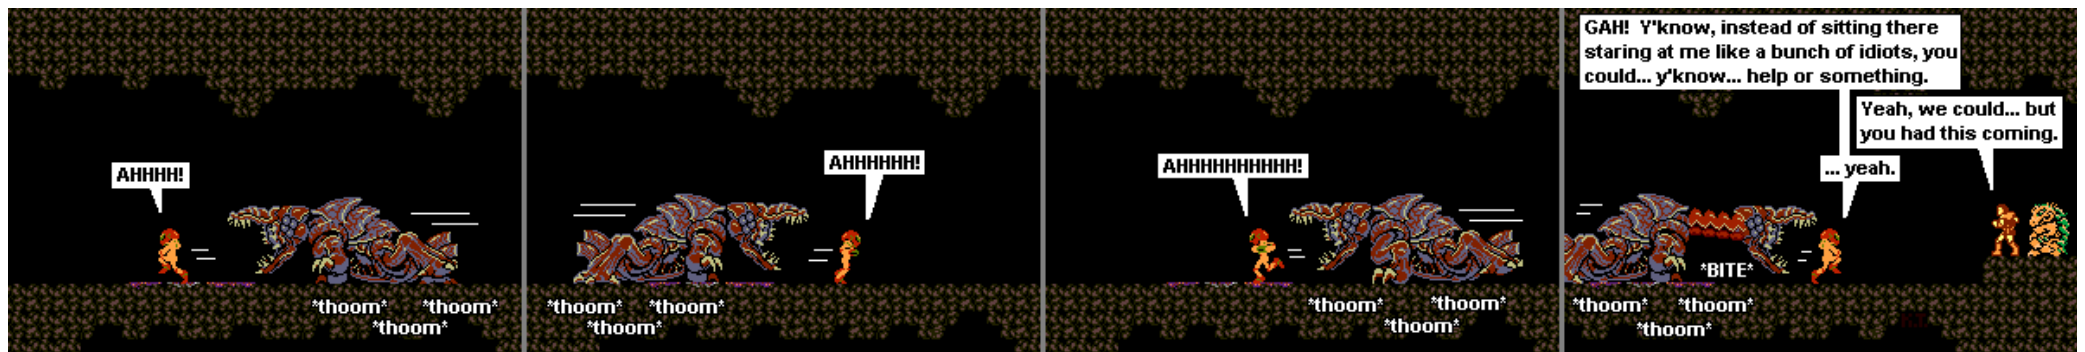 AHHHH!
*thoom*
*thoom*
*thoom*
AHHHHHH!
*thoom*
*thoom*
*thoom*
AHHHHHHHHHH!
*thoom*
*thoom*
*thoom*
GAH! Y'know, instead of sitting there
staring at me like a bunch of idiots, you
could... y'know... help or something.
Yeah, we could... but
you had this coming.
... yeah.
*BITE*
*thoom*
*thoom*
*thoom*